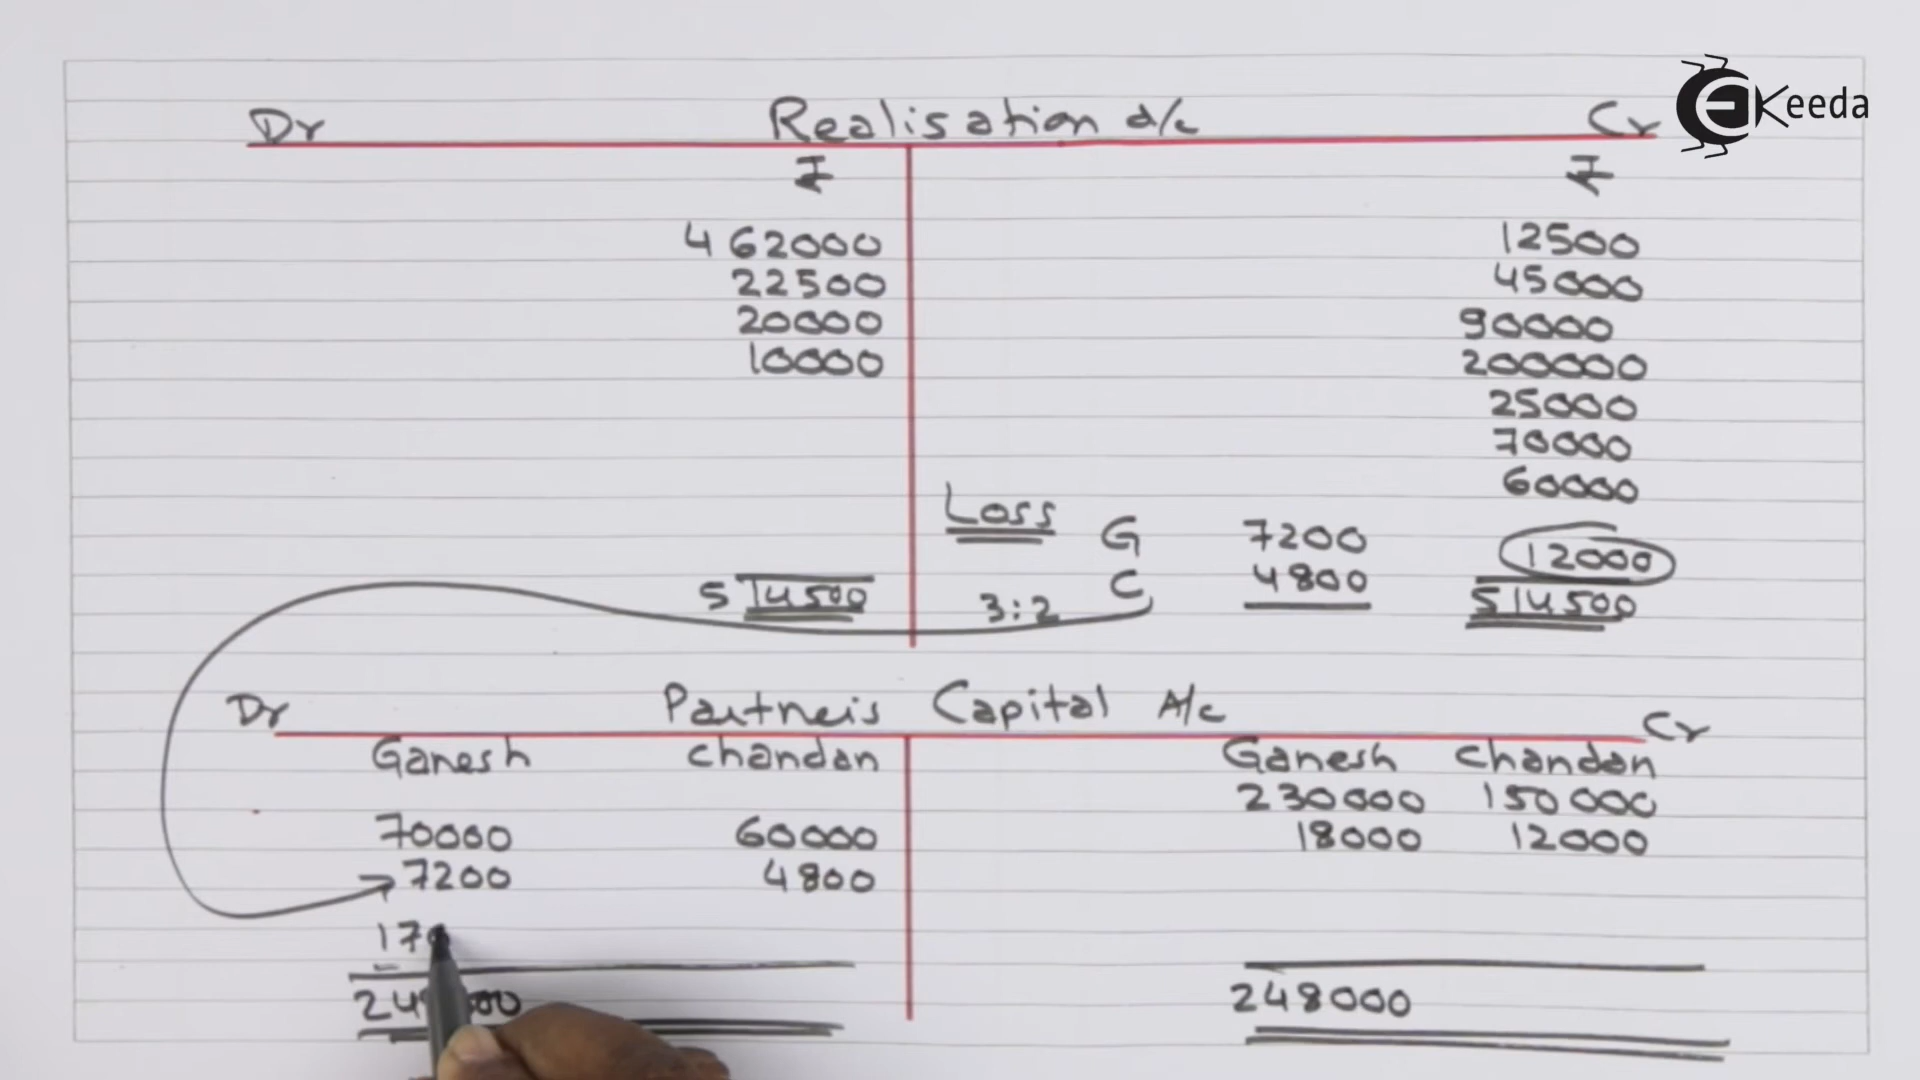 Dr Realisation a/c Cr
Keeda
₹ ₹
462000 12500
22500 45000
20000 90000
10000 200000
25000
70000
60000
Loss G 7200 12000
514500 3:2 C 4800 514500
Dr Partners Capital A/c Cr
Ganesh Chandan Ganesh Chandan
230000 150000
70000 60000 18000 12000
7200 4800
248000